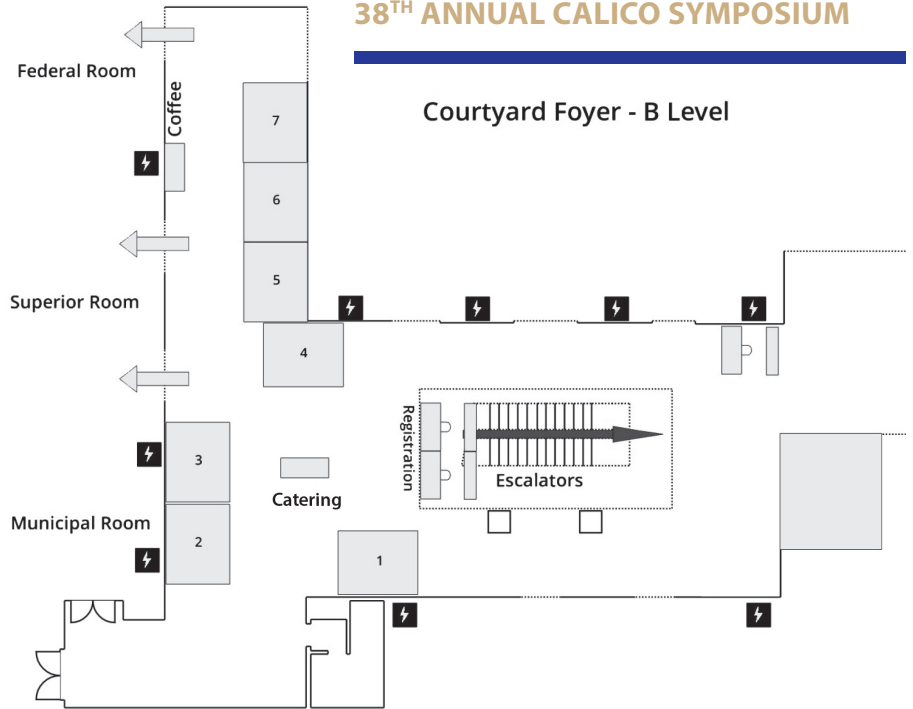 38TH ANNUAL CALICO SYMPOSIUM
Courtyard Foyer - B Level
Federal Room
Coffee
7
6
5
Superior Room
4
3
Registration
Catering
Escalators
Municipal Room
2
1